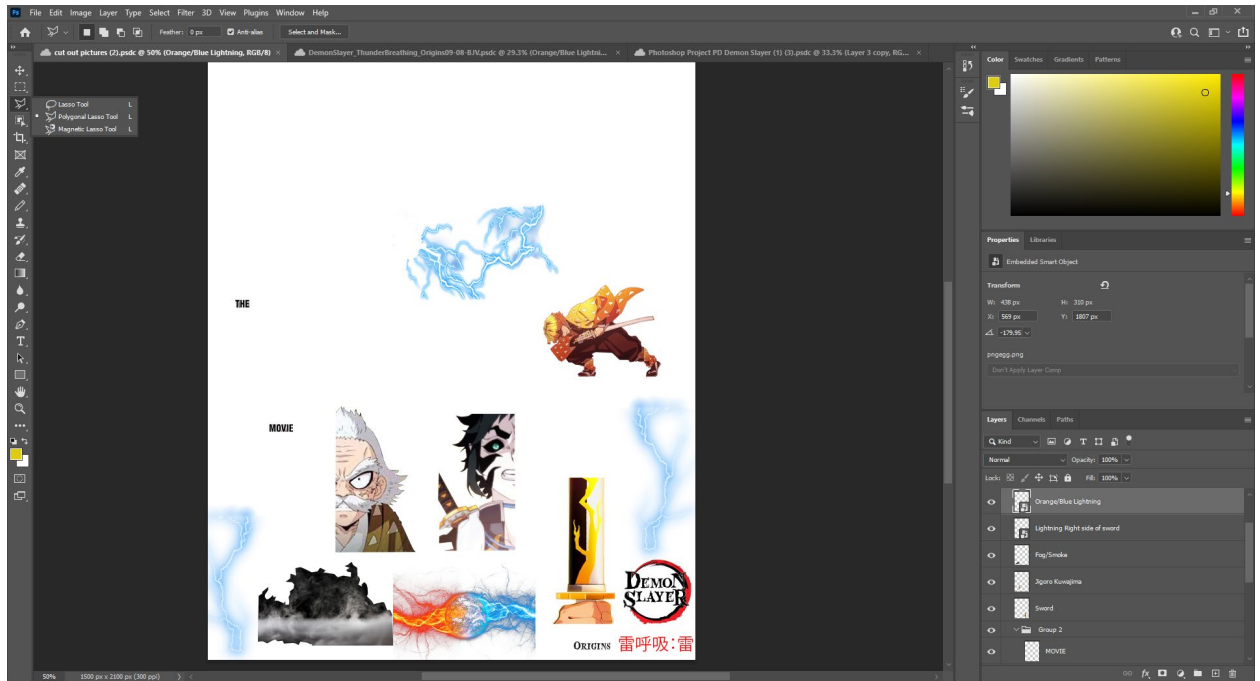 File Edit Image Layer Type Select Filter 3D View Plugins Window Help
Feather: 0 px Anti-alias Select and Mask...
cut out pictures (2).psdc @ 50% (Orange/Blue Lightning, RGB/8) ×
DemonSlayer_ThunderBreathing_Origins09-08-BJV.psdc @ 29.3% (Orange/Blue Lightni... ×
Photoshop Project PD Demon Slayer (1) (3).psdc @ 33.3% (Layer 3 copy, RG... ×
Lasso Tool L
Polygonal Lasso Tool L
Magnetic Lasso Tool L
THE
MOVIE
DEMON
SLAYER
ORIGINS 雷呼吸:雷
50% 1500 px x 2100 px (300 ppi)
Color Swatches Gradients Patterns
Properties Libraries
Embedded Smart Object
Transform
W: 438 px H: 310 px
X: 569 px Y: 1807 px
-179.95
pngegg.png
Don't Apply Layer Comp
Layers Channels Paths
Kind
Normal Opacity: 100%
Lock: Fill: 100%
Orange/Blue Lightning
Lightning Right side of sword
Fog/Smoke
Jigoro Kuwajima
Sword
Group 2
MOVIE
fx